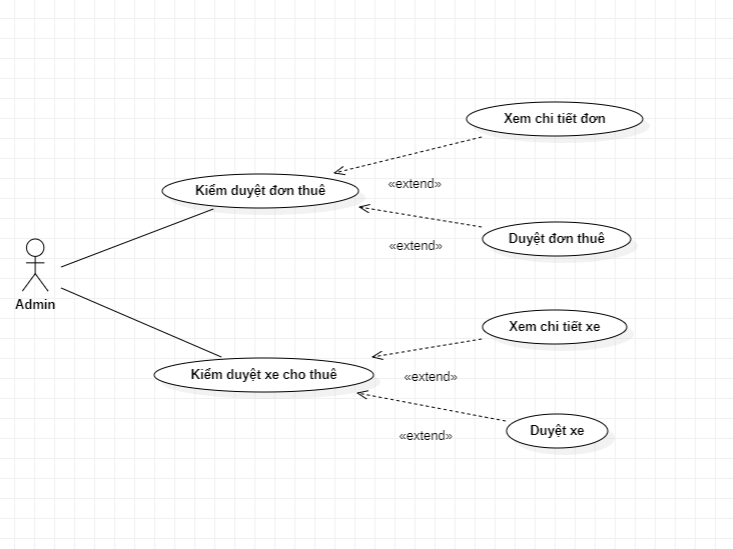 Xem chi tiết đơn
«extend»
Kiểm duyệt đơn thuê
Duyệt đơn thuê
«extend»
Admin
Xem chi tiết xe
«extend»
Kiểm duyệt xe cho thuê
Duyệt xe
«extend»